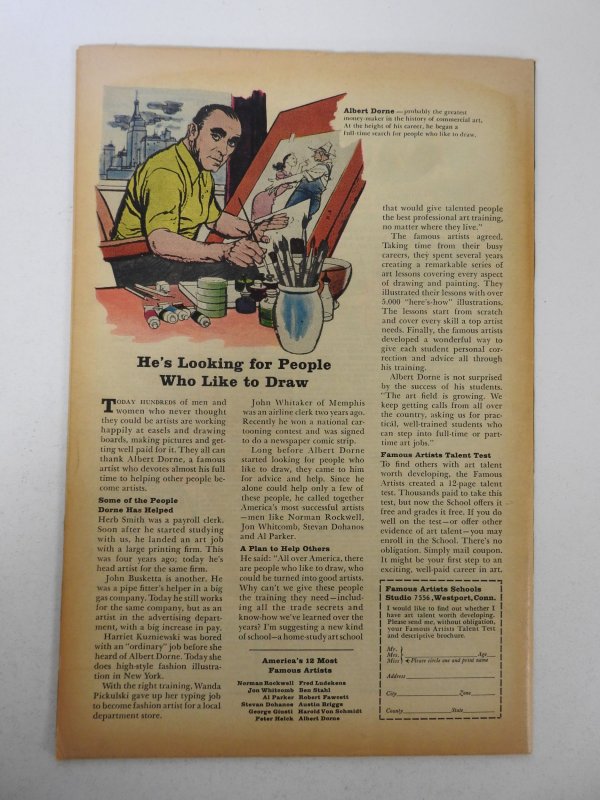 Albert Dorne—probably the greatest
money-maker in the history of commercial art.
At the height of his career, he began a
full-time search for people who like to draw.
He's Looking for People
Who Like to Draw
TODAY HUNDREDS of men and
women who never thought
they could be artists are working
happily at easels and drawing
boards, making pictures and get-
ting well paid for it. They all can
thank Albert Dorne, a famous
artist who devotes almost his full
time to helping other people be-
come artists.
Some of the People
Dorne Has Helped
Herb Smith was a payroll clerk.
Soon after he started studying
with us, he landed an art job
with a large printing firm. This
was four years ago; today he's
head artist for the same firm.
John Busketta is another. He
was a pipe fitter's helper in a big
gas company. Today he still works
for the same company, but as an
artist in the advertising depart-
ment, with a big increase in pay.
Harriet Kuzniewski was bored
with an "ordinary" job before she
heard of Albert Dorne. Today she
does high-style fashion illustra-
tion in New York.
With the right training, Wanda
Pickulski gave up her typing job
to become fashion artist for a local
department store.
John Whitaker of Memphis
was an airline clerk two years ago.
Recently he won a national car-
tooning contest and was signed
to do a newspaper comic strip.
Long before Albert Dorne
started looking for people who
like to draw, they came to him
for advice and help. Since he
alone could help only a few of
these people, he called together
America's most successful artists
—men like Norman Rockwell,
Jon Whitcomb, Stevan Dohanos
and Al Parker.
A Plan to Help Others
He said: "All over America, there
are people who like to draw, who
could be turned into good artists.
Why can't we give these people
the training they need—includ-
ing all the trade secrets and
know-how we've learned over the
years? I'm suggesting a new kind
of school—a home-study art school
America's 12 Most
Famous Artists
Norman Rockwell Fred Ludekens
Jon Whitcomb Ben Stahl
Al Parker Robert Fawcett
Stevan Dohanos Austin Briggs
George Giusti Harold Von Schmidt
Peter Helck Albert Dorne
that would give talented people
the best professional art training,
no matter where they live."
The famous artists agreed.
Taking time from their busy
careers, they spent several years
creating a remarkable series of
art lessons covering every aspect
of drawing and painting. They
illustrated their lessons with over
5,000 "here's-how" illustrations.
The lessons start from scratch
and cover every skill a top artist
needs. Finally, the famous artists
developed a wonderful way to
give each student personal cor-
rection and advice all through
his training.
Albert Dorne is not surprised
by the success of his students.
"The art field is growing. We
keep getting calls from all over
the country, asking us for prac-
tical, well-trained students who
can step into full-time or part-
time art jobs."
Famous Artists Talent Test
To find others with art talent
worth developing, the Famous
Artists created a 12-page talent
test. Thousands paid to take this
test, but now the School offers it
free and grades it free. If you do
well on the test—or offer other
evidence of art talent—you may
enroll in the School. There's no
obligation. Simply mail coupon.
It might be your first step to an
exciting, well-paid career in art.
Famous Artists Schools
Studio 7556, Westport, Conn.
I would like to find out whether I
have art talent worth developing.
Please send me, without obligation,
your Famous Artists Talent Test
and descriptive brochure.
Mr.
Mrs. Age
Miss Please circle one and print name
Address
City Zone
County State